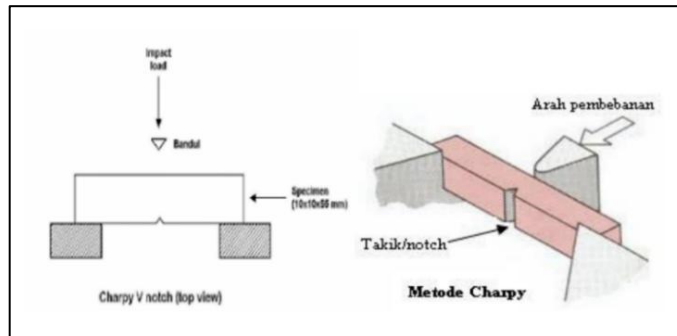 Impact
load
Bandul
Specimen
(10x10x55 mm)
Charpy V notch (top view)
Arah pembebanan
Takik/notch
Metode Charpy